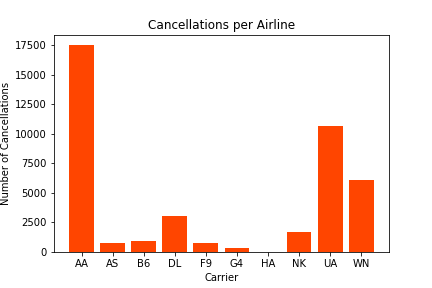 Cancellations per Airline
Number of Cancellations
17500
15000
12500
10000
7500
5000
2500
0
AA AS B6 DL F9 G4 HA NK UA WN
Carrier